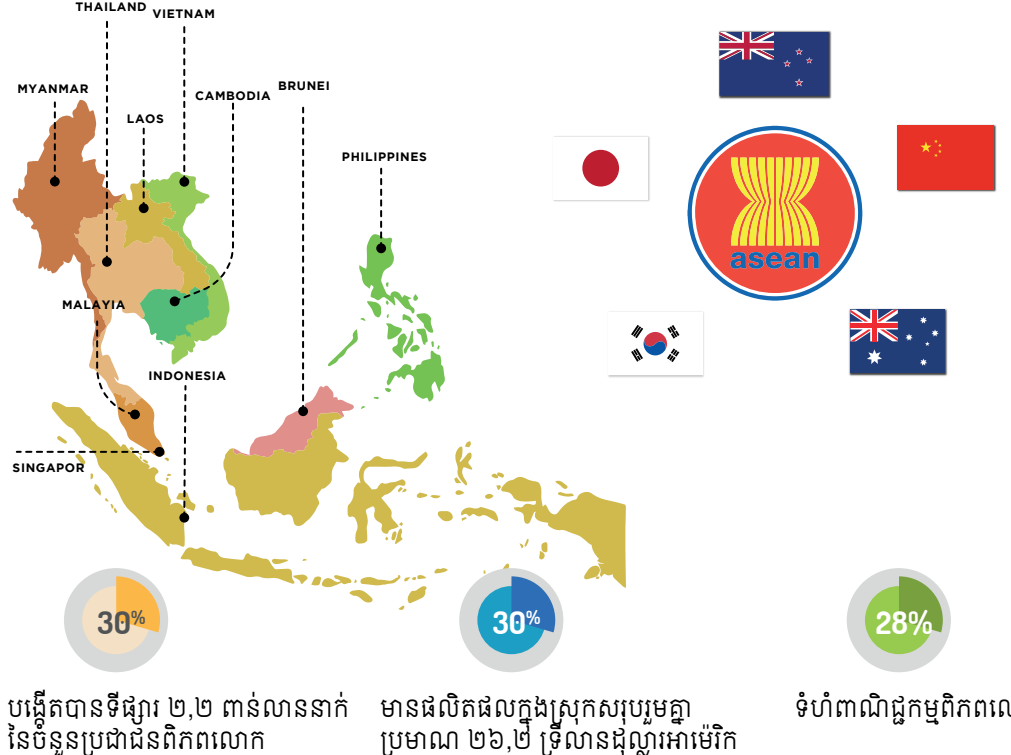 THAILAND
VIETNAM
MYANMAR
CAMBODIA
BRUNEI
LAOS
PHILIPPINES
asean
MALAYIA
INDONESIA
SINGAPOR
30%
30%
28%
បង្កើតបានទីផ្សារ ២,២ ពាន់លាននាក់
នៃចំនួនប្រជាជនពិភពលោក
មានផលិតផលក្នុងស្រុកសរុបរួមគ្នា
ប្រមាណ ២៦,២ ទ្រីលានដុល្លារអាម៉េរិក
ទំហំពាណិជ្ជកម្មពិភពលេ